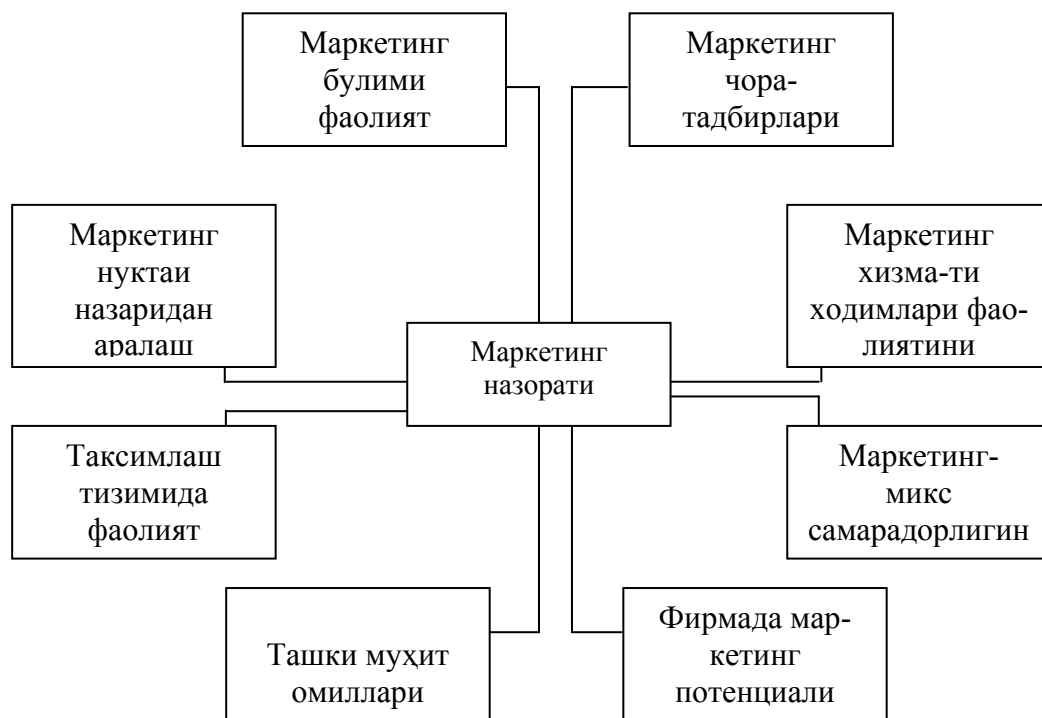 Маркетинг
булими
фаолият
Маркетинг
чора-
тадбирлари
Маркетинг
нуктаи
назаридан
аралаш
Маркетинг
хизма-ти
ходимлари фао-
лиятини
Маркетинг
назорати
Таксимлаш
тизимида
фаолият
Маркетинг-
микс
самарадорлигин
Ташки муҳит
омиллари
Фирмада мар-
кетинг
потенциали